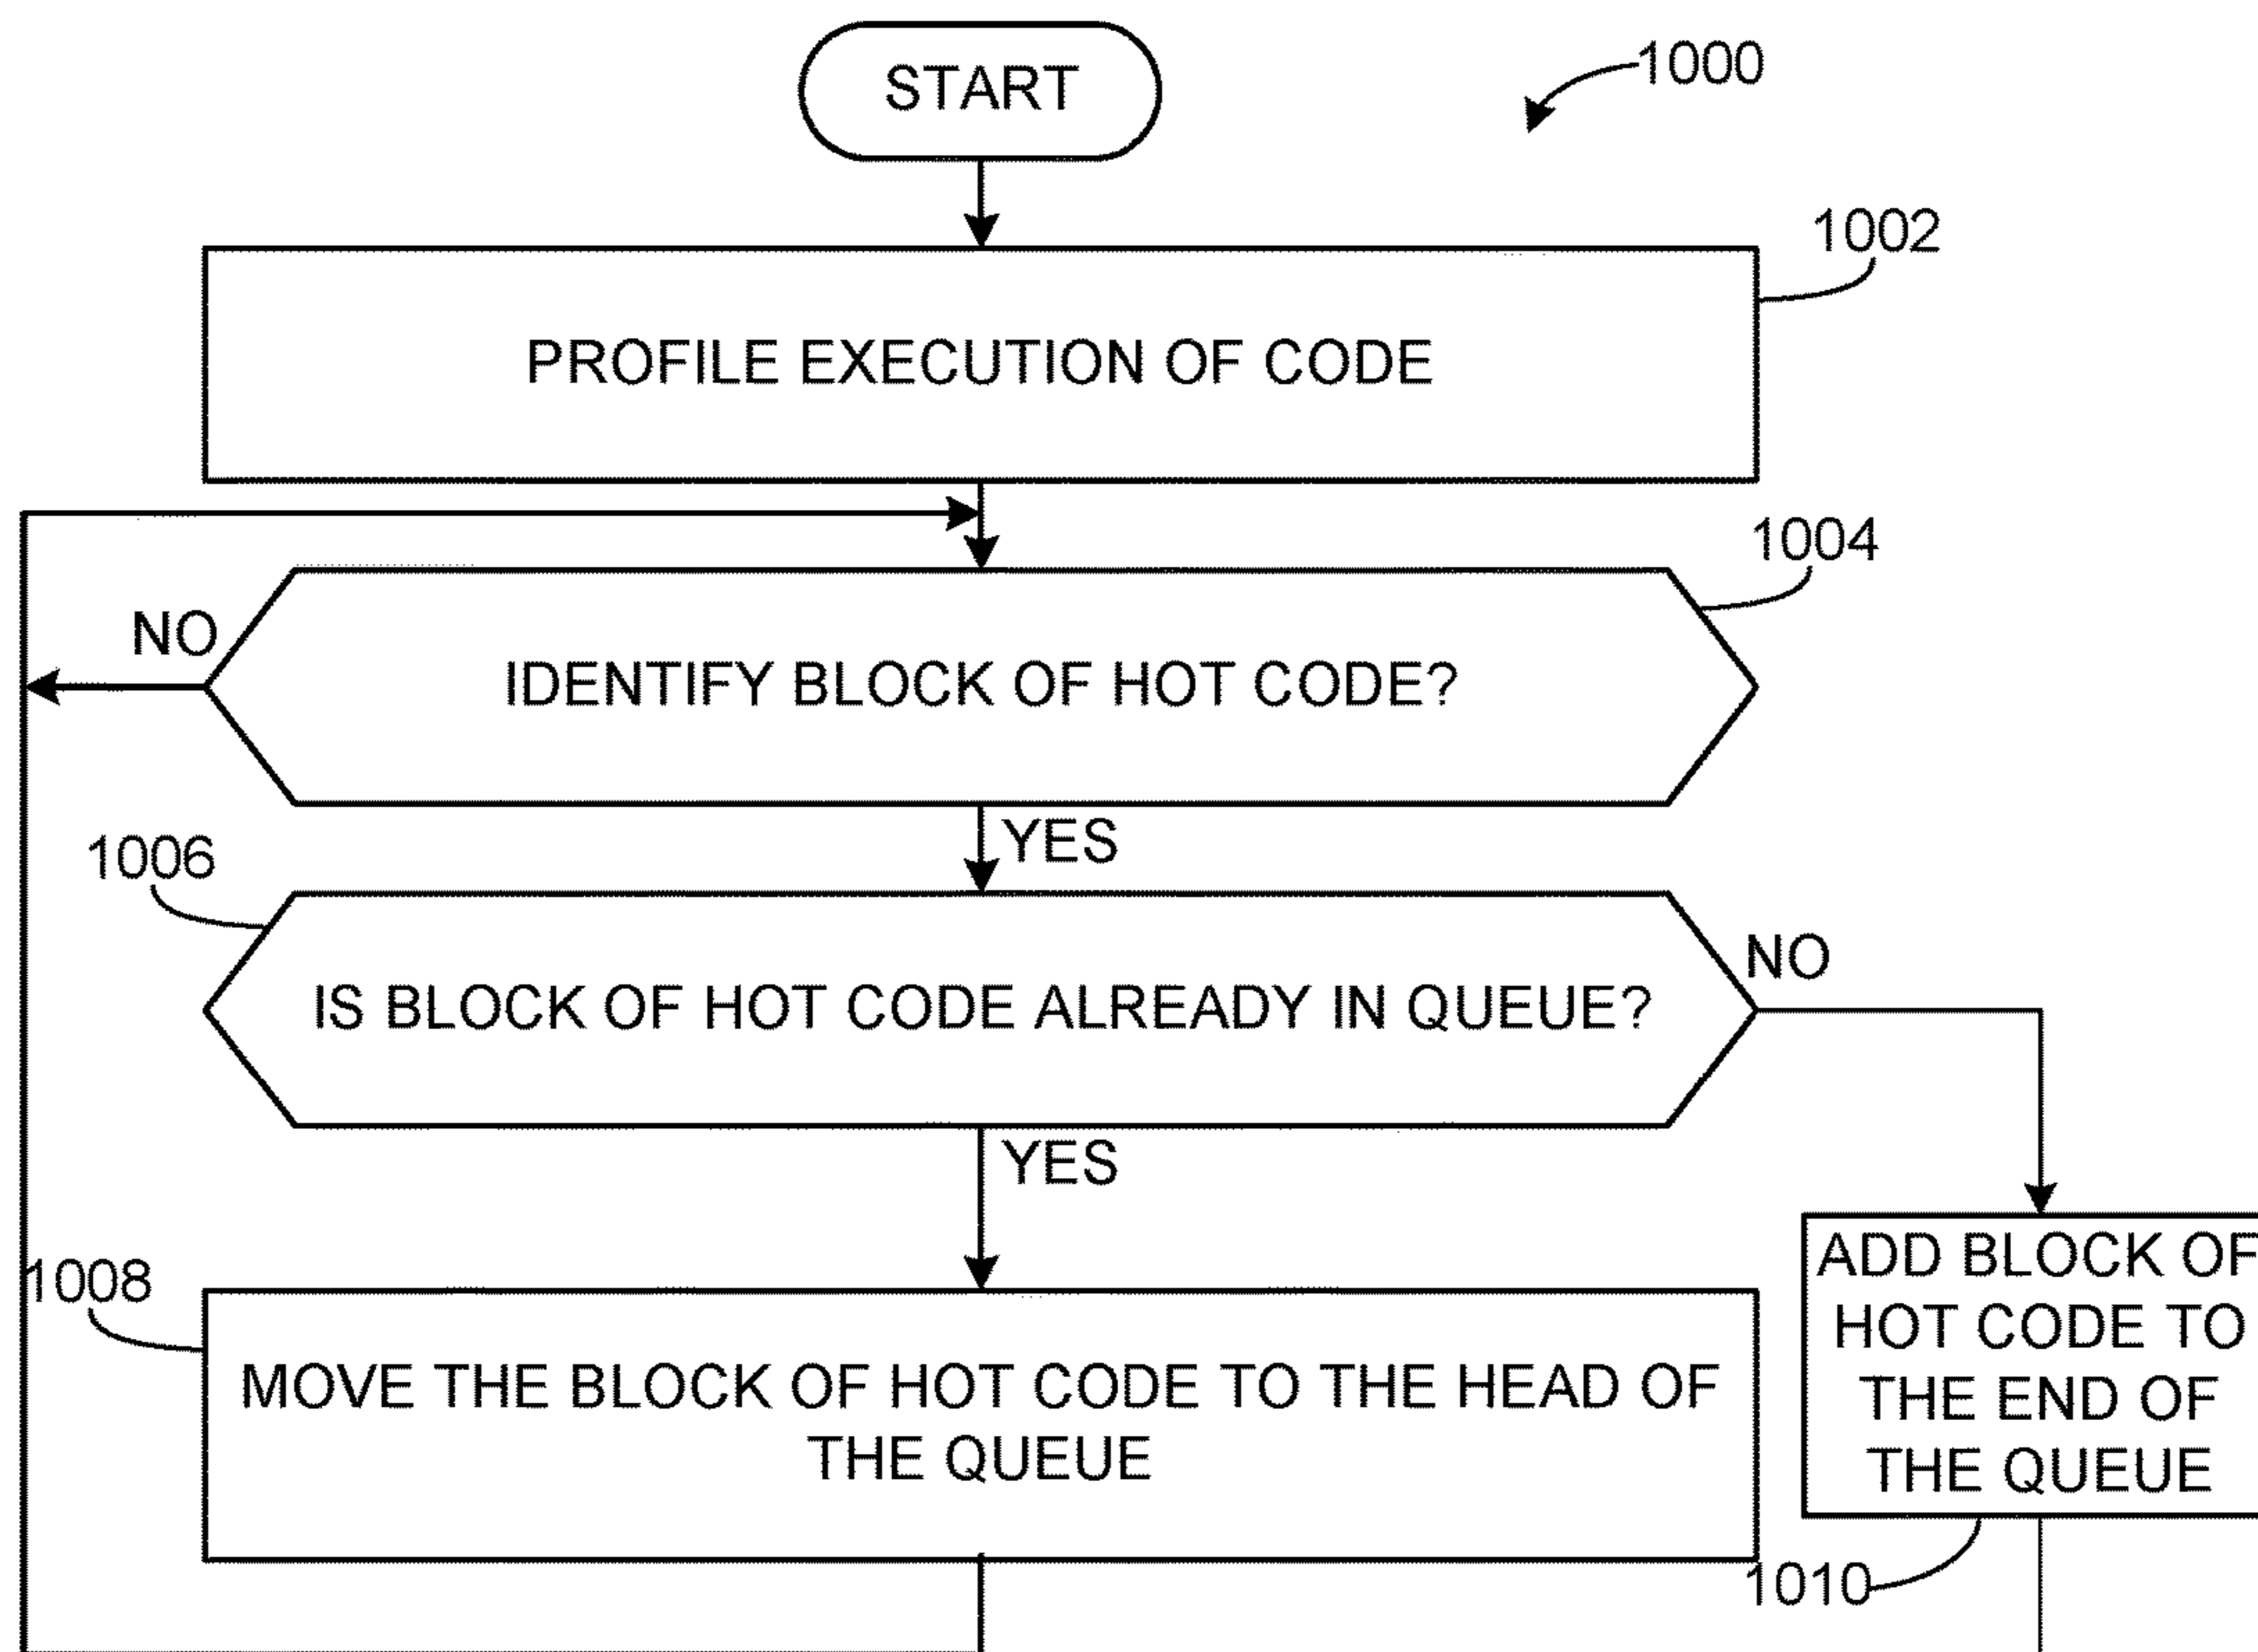 START
1000
1002
PROFILE EXECUTION OF CODE
1004
NO
IDENTIFY BLOCK OF HOT CODE?
YES
1006
NO
IS BLOCK OF HOT CODE ALREADY IN QUEUE?
YES
1008
MOVE THE BLOCK OF HOT CODE TO THE HEAD OF
THE QUEUE
ADD BLOCK OF
HOT CODE TO
THE END OF
THE QUEUE
1010